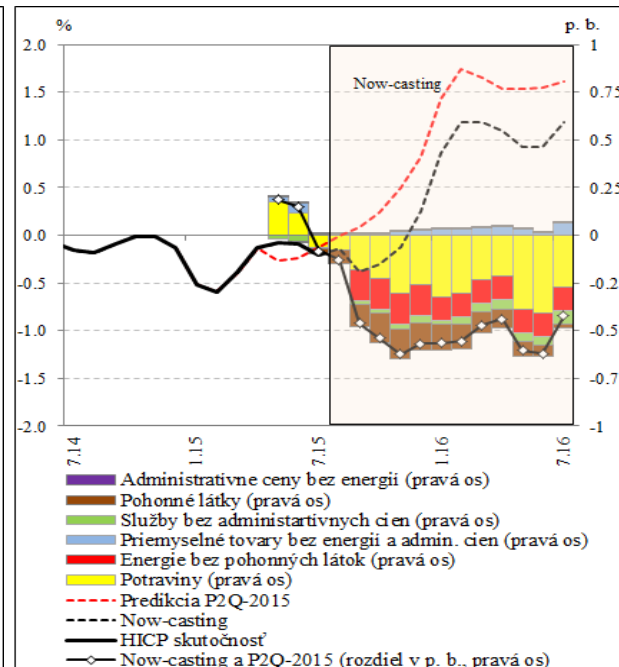 % p. b.
2.0 1
1.5 0.75
Now-casting
1.0 0.5
0.5 0.25
0.0 0
-0.5 -0.2
-1.0 -0.5
-1.5 -0.7
-2.0 -1
7.14 1.15 7.15 1.16 7.16
Administratívne ceny bez energií (pravá os)
Pohonné látky (pravá os)
Služby bez administartívnych cien (pravá os)
Priemyselné tovary bez energií a admin. cien (pravá os)
Energie bez pohonných látok (pravá os)
Potraviny (pravá os)
Predikcia P2Q-2015
Now-casting
HICP skutočnosť
Now-casting a P2Q-2015 (rozdiel v p. b., pravá os)